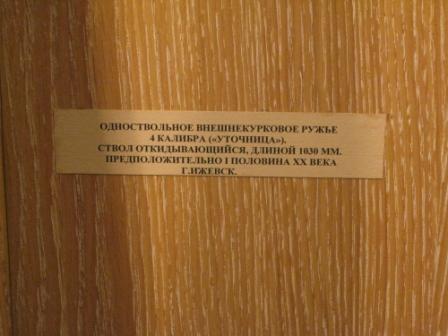 ОДНОСТВОЛЬНОЕ ВНЕШНЕКУРКОВОЕ РУЖЬЕ
4 КАЛИБРА («УТОЧНИЦА»).
СТВОЛ ОТКИДЫВАЮЩИЙСЯ, ДЛИНОЙ 1030 ММ.
ПРЕДПОЛОЖИТЕЛЬНО I ПОЛОВИНА XX ВЕКА
Г.ИЖЕВСК.